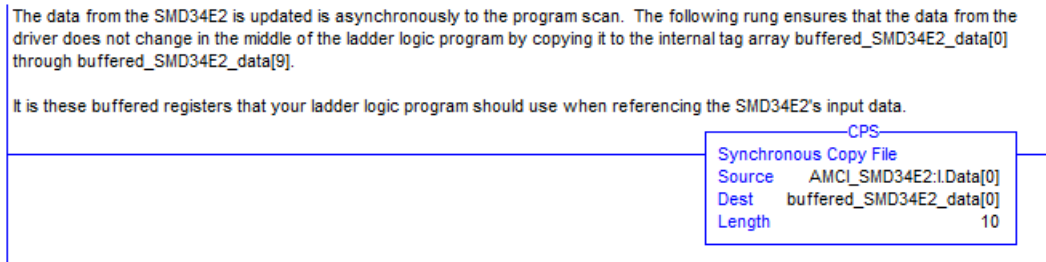 The data from the SMD34E2 is updated is asynchronously to the program scan.  The following rung ensures that the data from the
driver does not change in the middle of the ladder logic program by copying it to the internal tag array buffered_SMD34E2_data[0]
through buffered_SMD34E2_data[9].
It is these buffered registers that your ladder logic program should use when referencing the SMD34E2's input data.
CPS
Synchronous Copy File
Source AMCI_SMD34E2:I.Data[0]
Dest buffered_SMD34E2_data[0]
Length 10